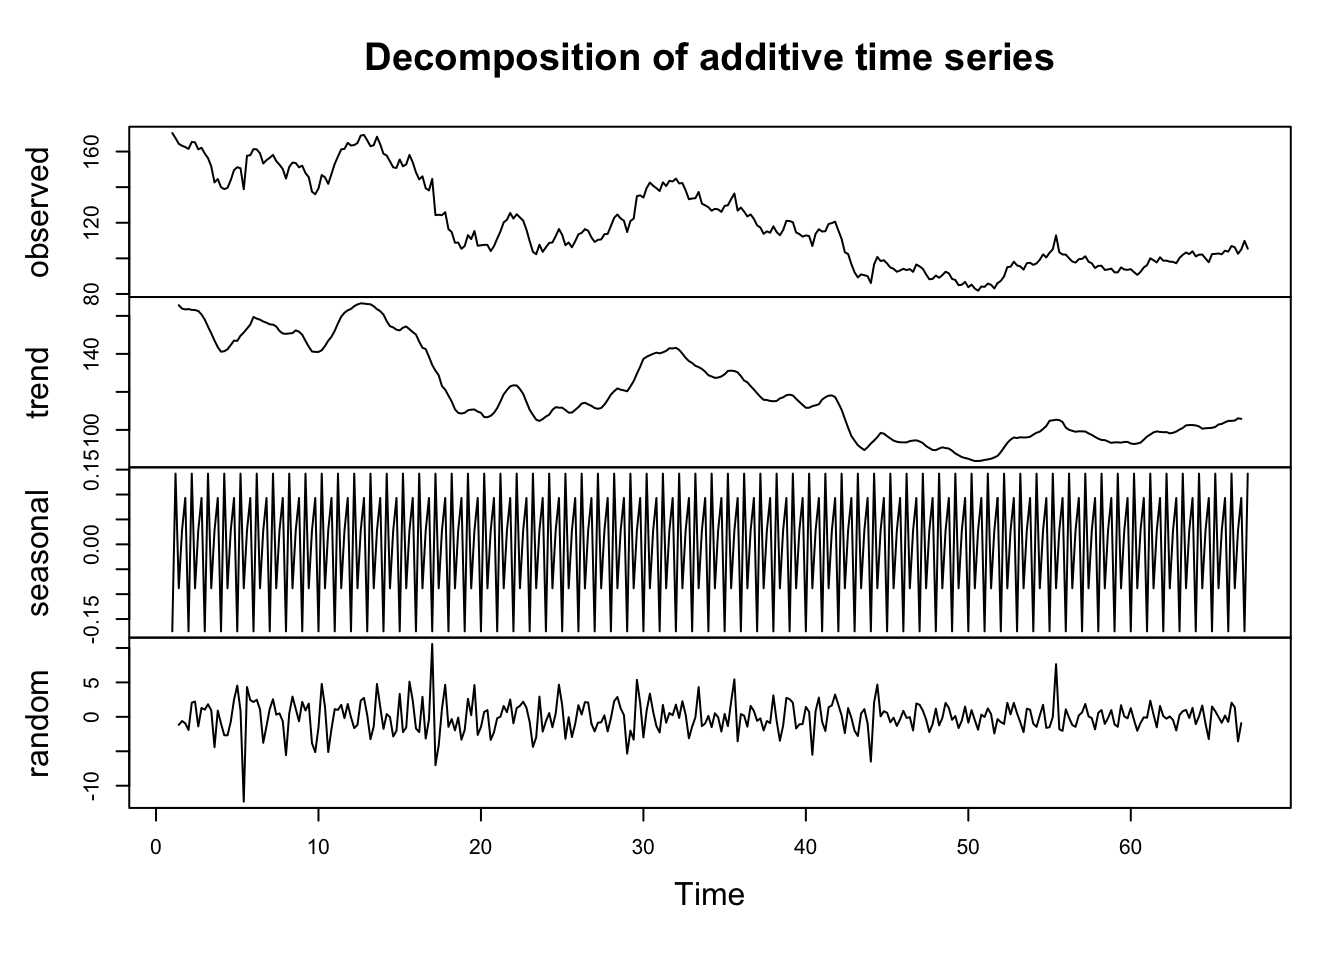 Decomposition of additive time series
observed
80 120 160
trend
100 140
seasonal
-0.15 0.00 0.15
random
-10 0 5
0 10 20 30 40 50 60
Time